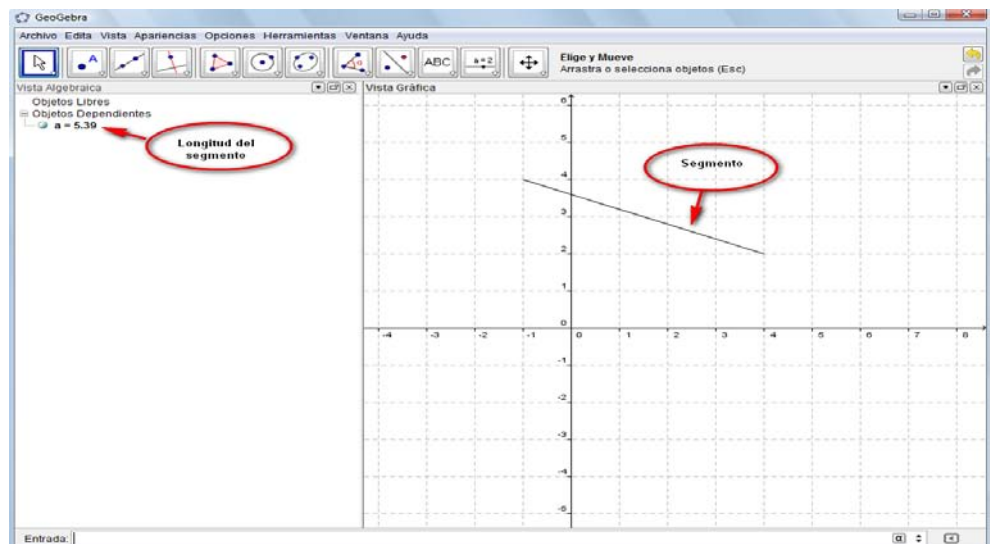 GeoGebra
Archivo Edita Vista Apariencias Opciones Herramientas Ventana Ayuda
A
ABC
a=2
Elige y Mueve
Arrastra o selecciona objetos (Esc)
Vista Algebraica
Vista Gráfica
Objetos Libres
Objetos Dependientes
a = 5.39
Longitud del
segmento
Segmento
6
5
4
3
2
1
0
-4 -3 -2 -1 0 1 2 3 4 5 6 7 8
-1
-2
-3
-4
-5
Entrada:
α